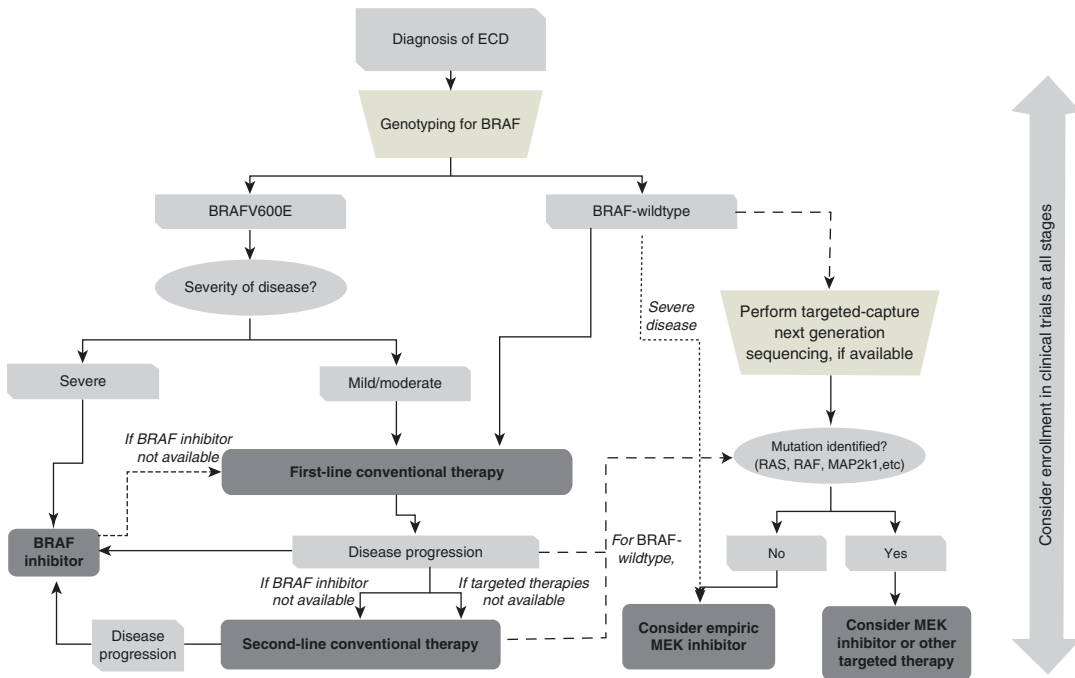 Diagnosis of ECD
Genotyping for BRAF
BRAFV600E
BRAF-wildtype
Severity of disease?
Severe
disease
Perform targeted-capture
next generation
sequencing, if available
Severe
Mild/moderate
If BRAF inhibitor
not available
First-line conventional therapy
Mutation identified?
(RAS, RAF, MAP2k1,etc)
BRAF
inhibitor
Disease progression
For BRAF-
wildtype,
No
Yes
If BRAF inhibitor
not available
If targeted therapies
not available
Disease
progression
Second-line conventional therapy
Consider empiric
MEK inhibitor
Consider MEK
inhibitor or other
targeted therapy
Consider enrollment in clinical trials at all stages